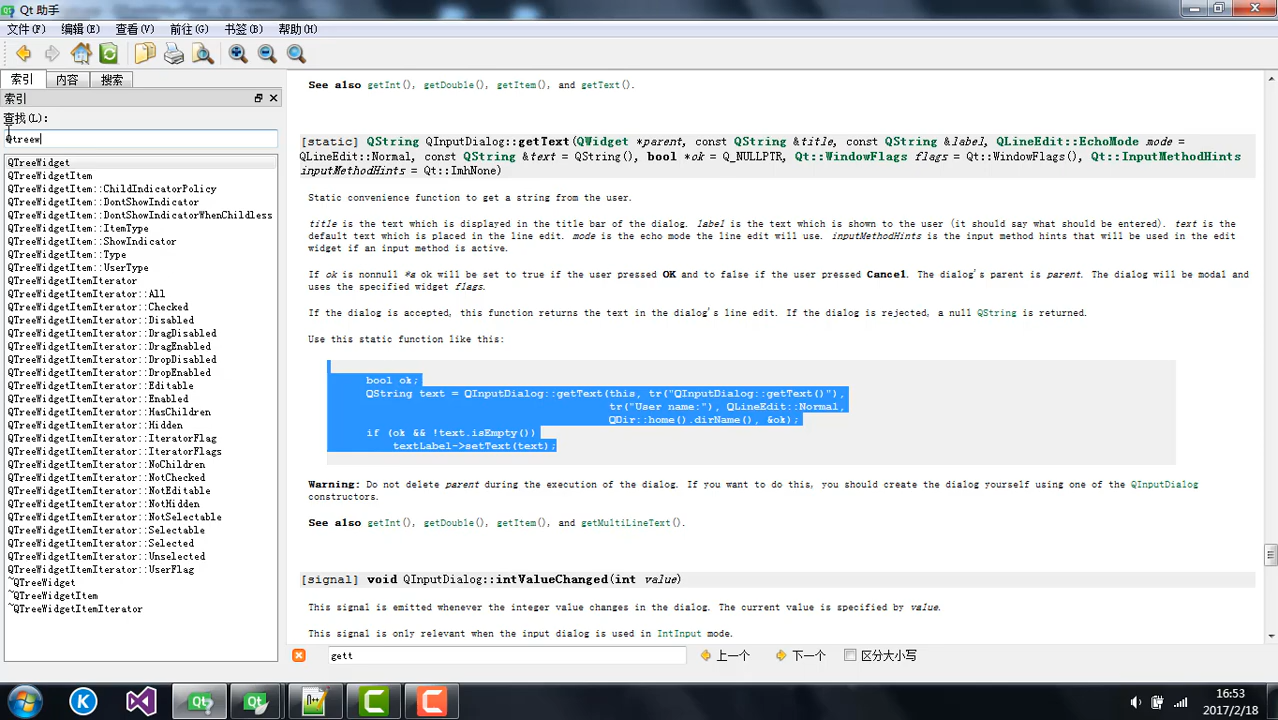 Qt 助手
文件(F) 编辑(E) 查看(V) 前往(G) 书签(B) 帮助(H)
索引 内容 搜索
索引
查找(L):
Qtreew
QTreeWidget
QTreeWidgetItem
QTreeWidgetItem::ChildIndicatorPolicy
QTreeWidgetItem::DontShowIndicator
QTreeWidgetItem::DontShowIndicatorWhenChildless
QTreeWidgetItem::ItemType
QTreeWidgetItem::ShowIndicator
QTreeWidgetItem::Type
QTreeWidgetItem::UserType
QTreeWidgetItemIterator
QTreeWidgetItemIterator::All
QTreeWidgetItemIterator::Checked
QTreeWidgetItemIterator::Disabled
QTreeWidgetItemIterator::DragDisabled
QTreeWidgetItemIterator::DragEnabled
QTreeWidgetItemIterator::DropDisabled
QTreeWidgetItemIterator::DropEnabled
QTreeWidgetItemIterator::Editable
QTreeWidgetItemIterator::Enabled
QTreeWidgetItemIterator::HasChildren
QTreeWidgetItemIterator::Hidden
QTreeWidgetItemIterator::IteratorFlag
QTreeWidgetItemIterator::IteratorFlags
QTreeWidgetItemIterator::NoChildren
QTreeWidgetItemIterator::NotChecked
QTreeWidgetItemIterator::NotEditable
QTreeWidgetItemIterator::NotHidden
QTreeWidgetItemIterator::NotSelectable
QTreeWidgetItemIterator::Selectable
QTreeWidgetItemIterator::Selected
QTreeWidgetItemIterator::Unselected
QTreeWidgetItemIterator::UserFlag
~QTreeWidget
~QTreeWidgetItem
~QTreeWidgetItemIterator
See also getInt(), getDouble(), getItem(), and getText().
[static] QString QInputDialog::getText(QWidget *parent, const QString &title, const QString &label, QLineEdit::EchoMode mode =
QLineEdit::Normal, const QString &text = QString(), bool *ok = Q_NULLPTR, Qt::WindowFlags flags = Qt::WindowFlags(), Qt::InputMethodHints
inputMethodHints = Qt::ImhNone)
Static convenience function to get a string from the user.
title is the text which is displayed in the title bar of the dialog. label is the text which is shown to the user (it should say what should be entered). text is the
default text which is placed in the line edit. mode is the echo mode the line edit will use. inputMethodHints is the input method hints that will be used in the edit
widget if an input method is active.
If ok is nonnull *a ok will be set to true if the user pressed OK and to false if the user pressed Cancel. The dialog's parent is parent. The dialog will be modal and
uses the specified widget flags.
If the dialog is accepted, this function returns the text in the dialog's line edit. If the dialog is rejected, a null QString is returned.
Use this static function like this:
bool ok;
QString text = QInputDialog::getText(this, tr("QInputDialog::getText()"),
tr("User name:"), QLineEdit::Normal,
QDir::home().dirName(), &ok);
if (ok && !text.isEmpty())
textLabel->setText(text);
Warning: Do not delete parent during the execution of the dialog. If you want to do this, you should create the dialog yourself using one of the QInputDialog
constructors.
See also getInt(), getDouble(), getItem(), and getMultiLineText().
[signal] void QInputDialog::intValueChanged(int value)
This signal is emitted whenever the integer value changes in the dialog. The current value is specified by value.
This signal is only relevant when the input dialog is used in IntInput mode.
gett 上一个 下一个 区分大小写
16:53
2017/2/18